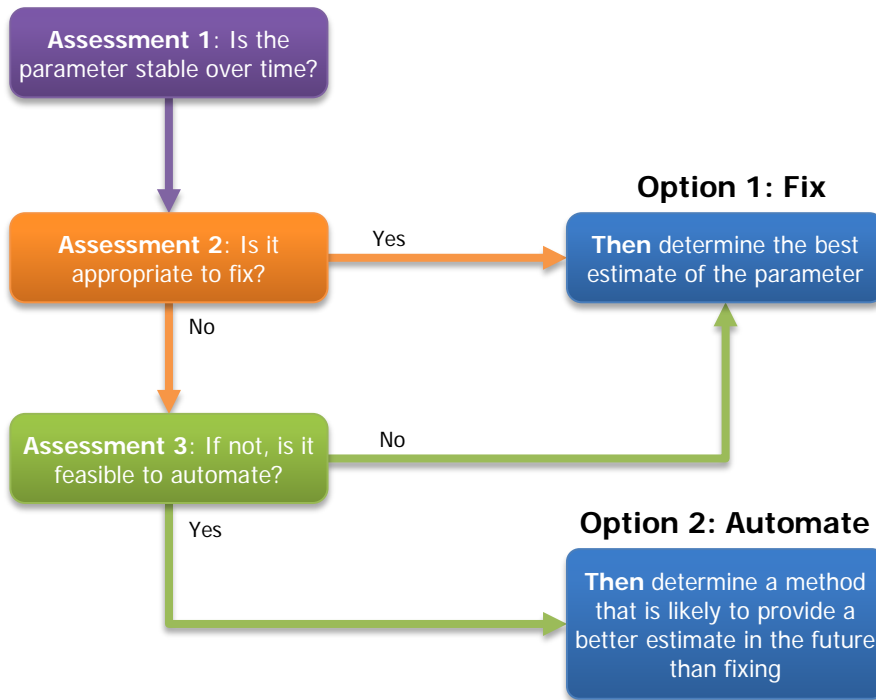 Assessment 1: Is the
parameter stable over time?
Option 1: Fix
Assessment 2: Is it
appropriate to fix?
Yes
Then determine the best
estimate of the parameter
No
Assessment 3: If not, is it
feasible to automate?
No
Yes
Option 2: Automate
Then determine a method
that is likely to provide a
better estimate in the future
than fixing